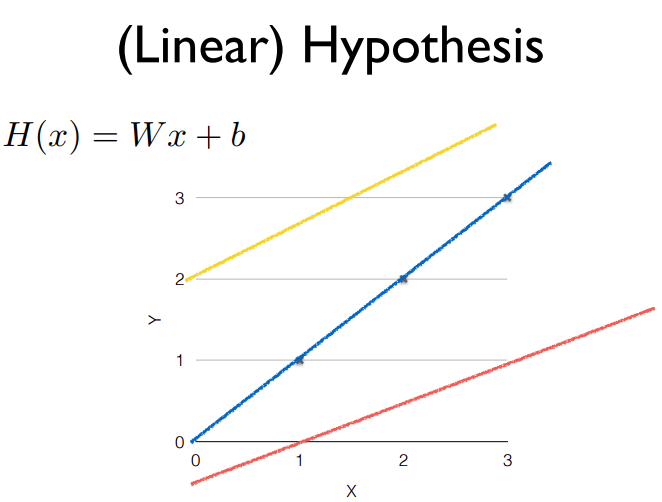 (Linear) Hypothesis
H(x) = Wx + b
3
2
1
0
Y
0 1 2 3
X